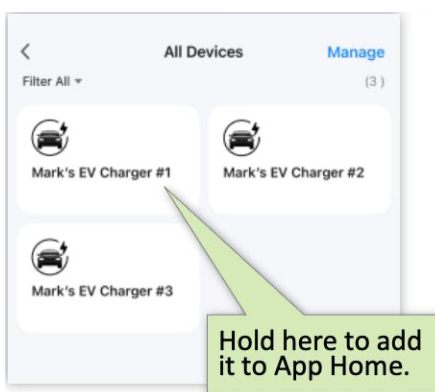 All Devices
Manage
Filter All
(3)
Mark's EV Charger #1
Mark's EV Charger #2
Mark's EV Charger #3
Hold here to add
it to App Home.